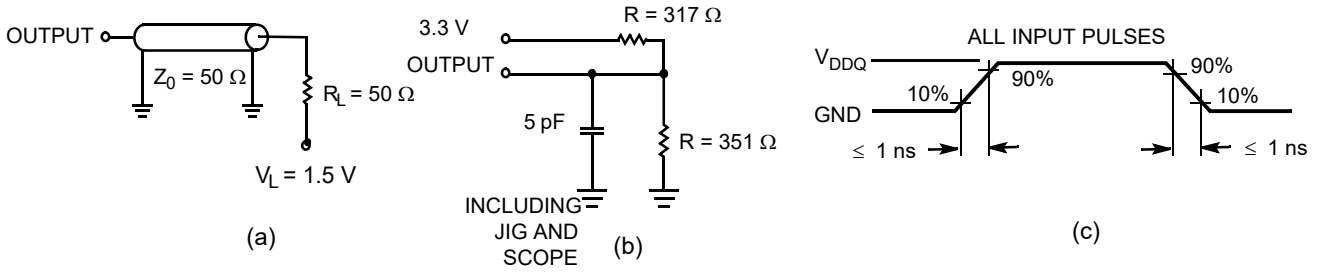 OUTPUT
Z0 = 50 Ω
RL = 50 Ω
VL = 1.5 V
(a)
R = 317 Ω
3.3 V
OUTPUT
5 pF
R = 351 Ω
INCLUDING
JIG AND
SCOPE
(b)
ALL INPUT PULSES
VDDQ
90%
10%
90%
10%
GND
≤ 1 ns
≤ 1 ns
(c)